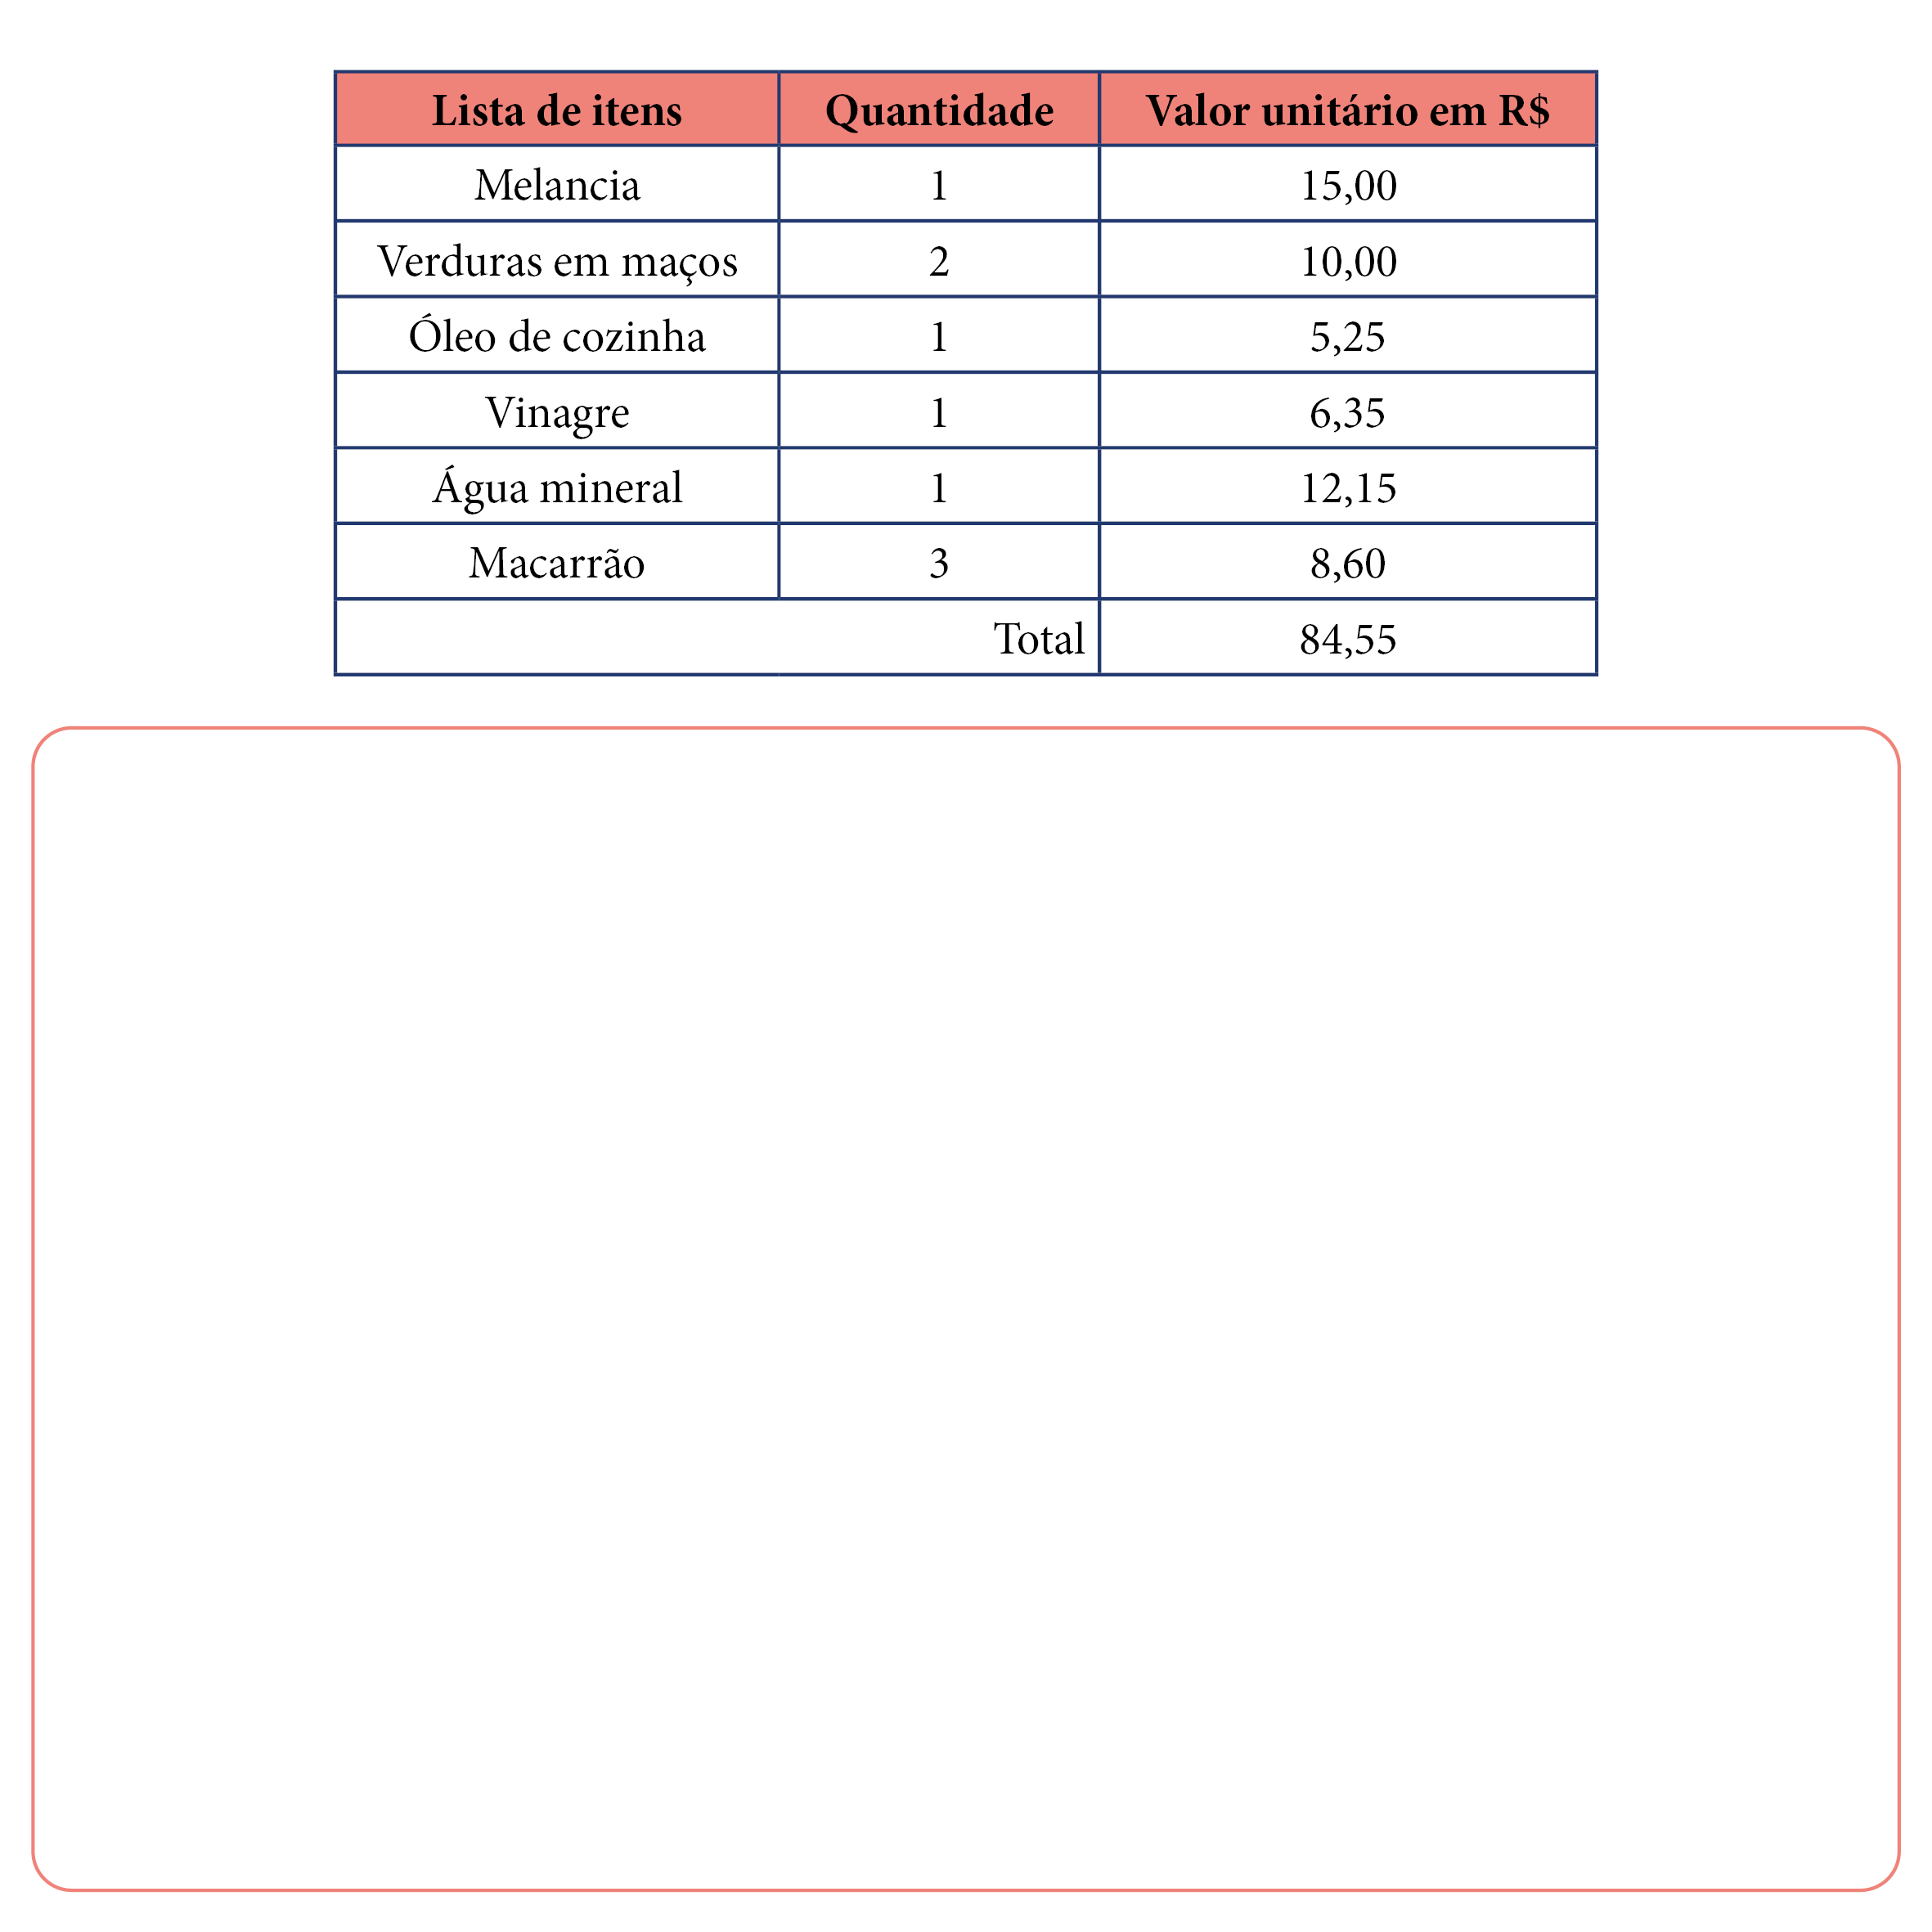 Lista de itens Quantidade Valor unitário em R$
Melancia 1 15,00
Verduras em maços 2 10,00
Óleo de cozinha 1 5,25
Vinagre 1 6,35
Água mineral 1 12,15
Macarrão 3 8,60
Total 84,55